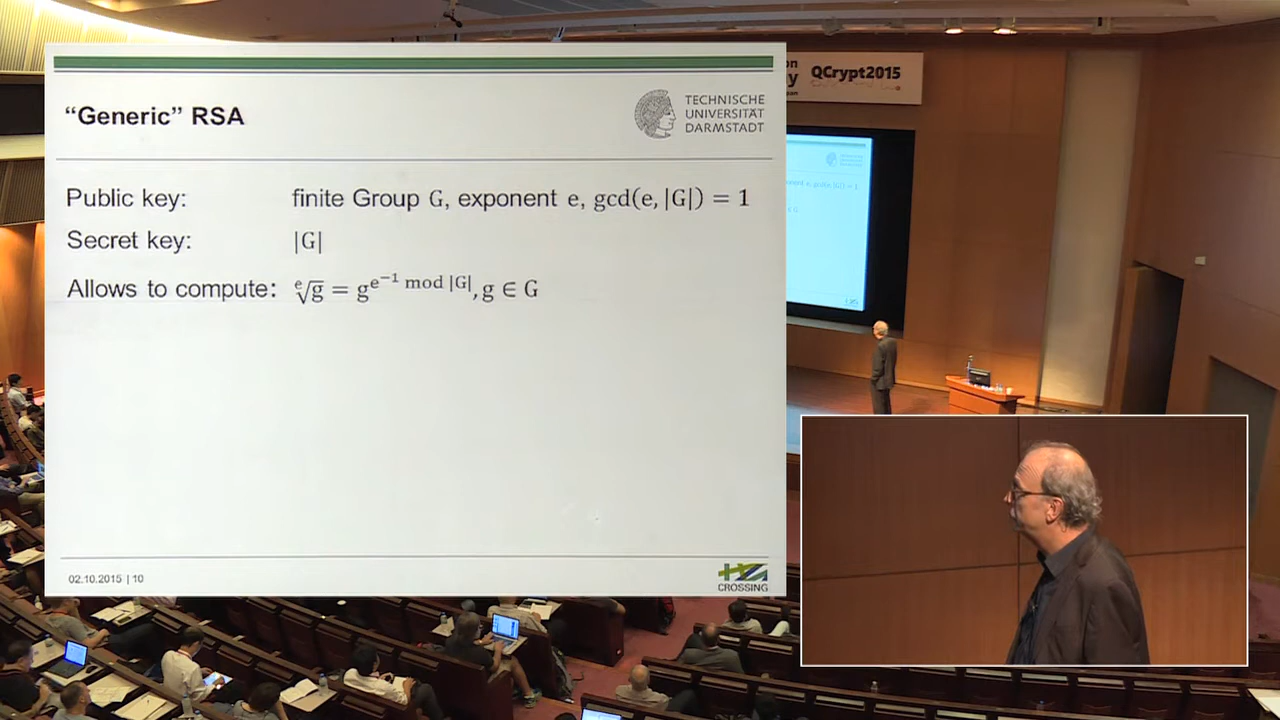 "Generic" RSA
TECHNISCHE
UNIVERSITÄT
DARMSTADT
Public key: finite Group G, exponent e, gcd(e, |G|) = 1
Secret key: |G|
Allows to compute: ᵉ√g = g^(e⁻¹ mod |G|), g ∈ G
02.10.2015 | 10
CROSSING
QCrypt2015